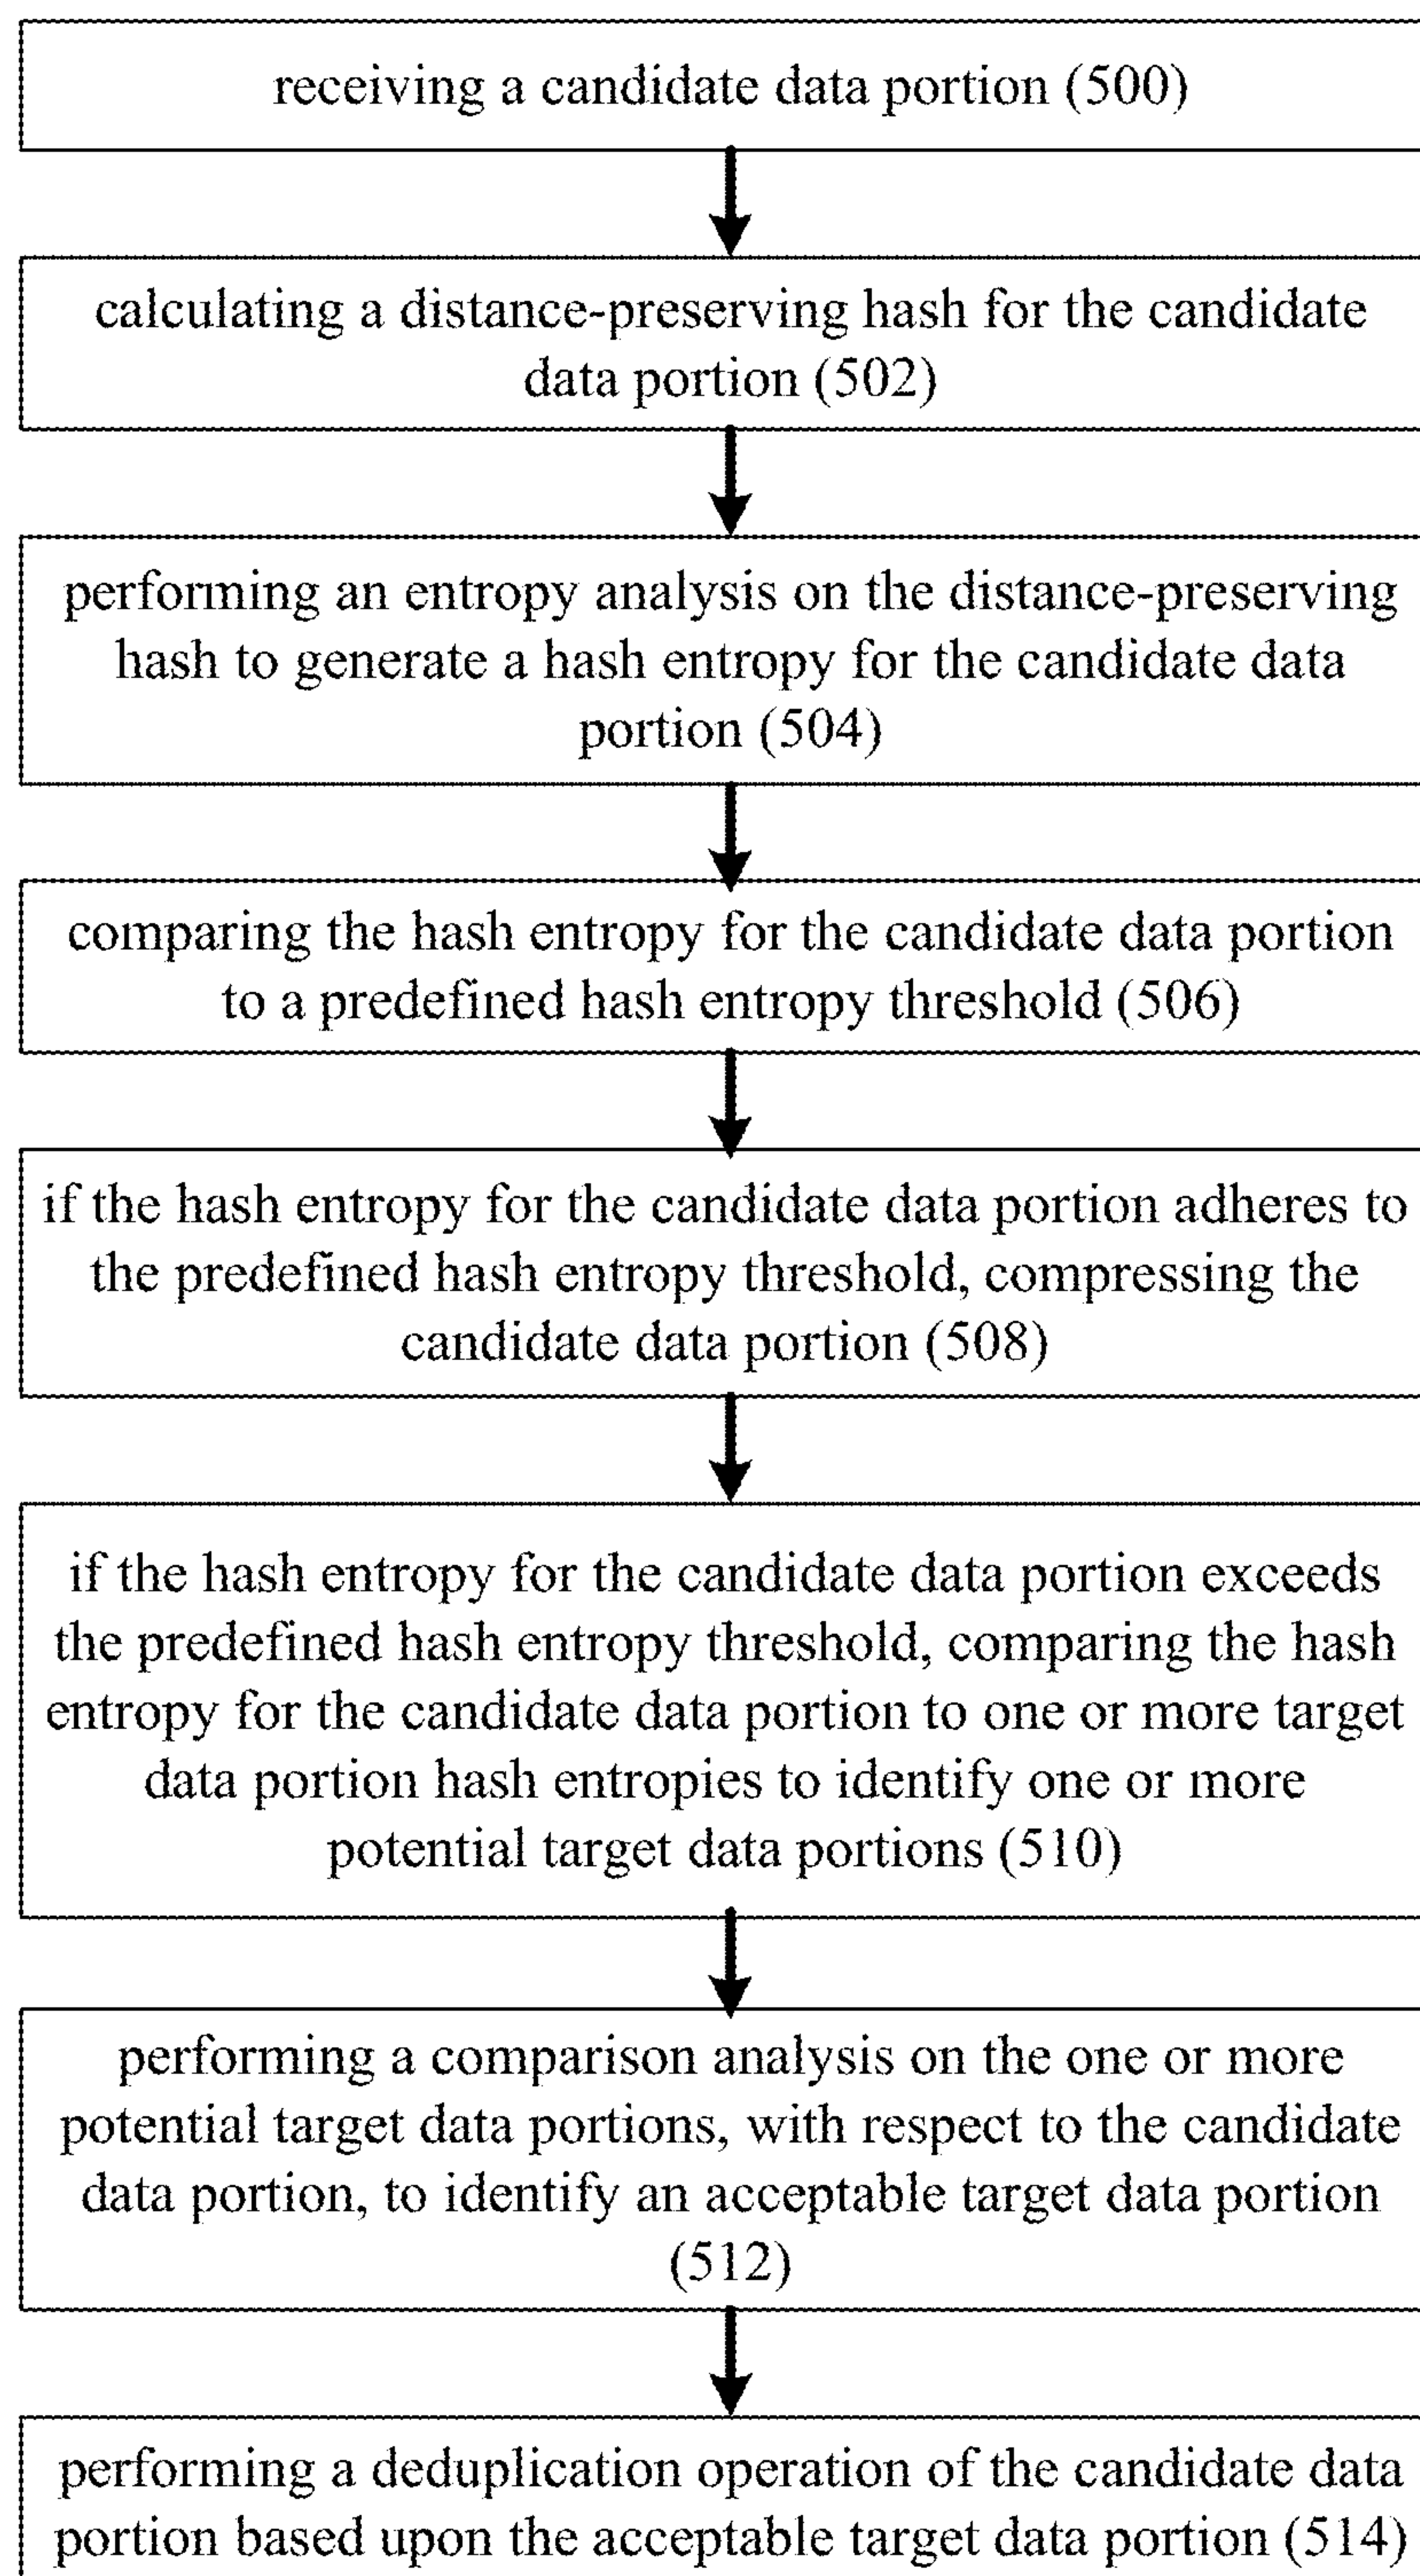 receiving a candidate data portion (500)
calculating a distance-preserving hash for the candidate
data portion (502)
performing an entropy analysis on the distance-preserving
hash to generate a hash entropy for the candidate data
portion (504)
comparing the hash entropy for the candidate data portion
to a predefined hash entropy threshold (506)
if the hash entropy for the candidate data portion adheres to
the predefined hash entropy threshold, compressing the
candidate data portion (508)
if the hash entropy for the candidate data portion exceeds
the predefined hash entropy threshold, comparing the hash
entropy for the candidate data portion to one or more target
data portion hash entropies to identify one or more
potential target data portions (510)
performing a comparison analysis on the one or more
potential target data portions, with respect to the candidate
data portion, to identify an acceptable target data portion
(512)
performing a deduplication operation of the candidate data
portion based upon the acceptable target data portion (514)